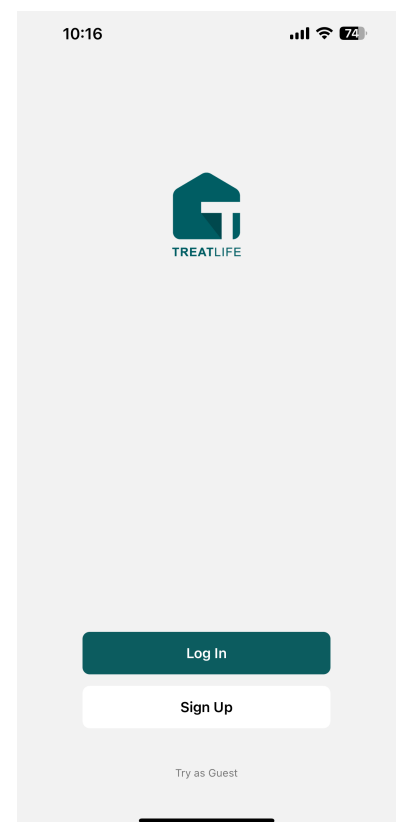 10:16
74
TREATLIFE
Log In
Sign Up
Try as Guest